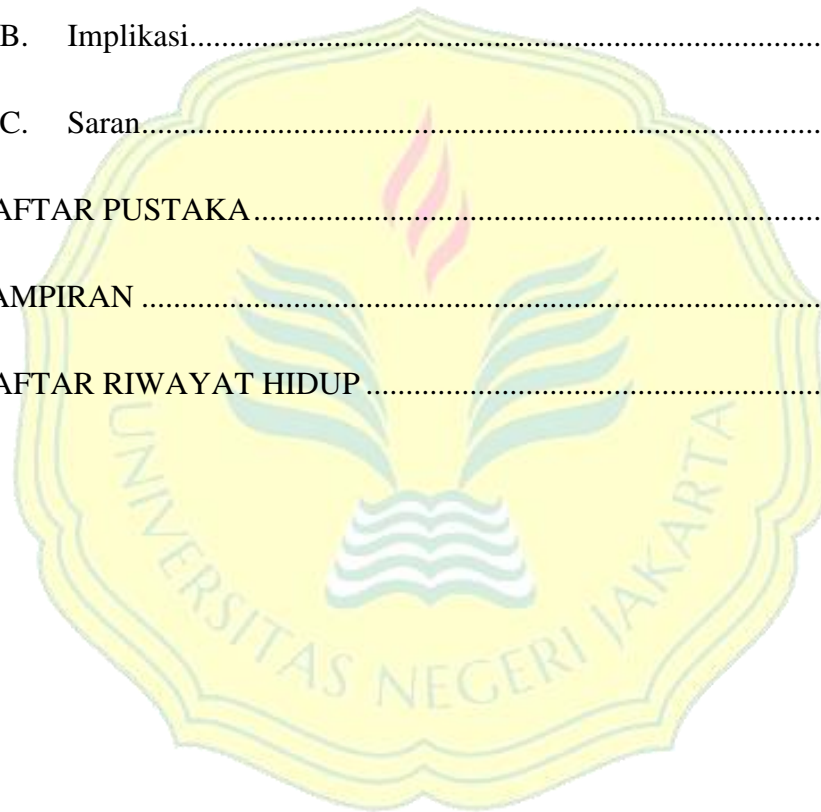 B. Implikasi........................................................................................
C. Saran..............................................................................................
AFTAR PUSTAKA.................................................................................
AMPIRAN ...............................................................................................
AFTAR RIWAYAT HIDUP ..................................................................
UNIVERSITAS NEGERI JAKARTA